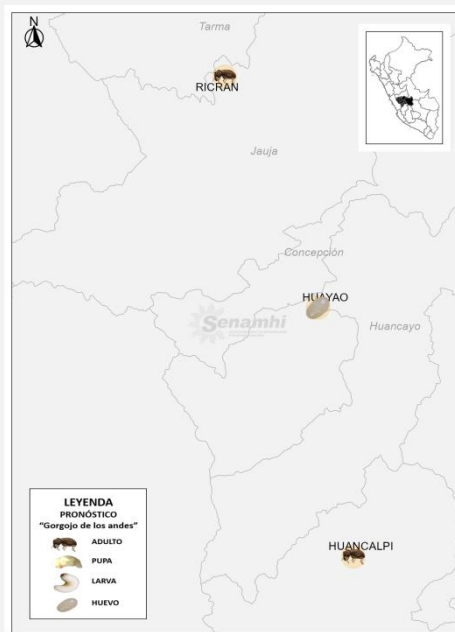 N
Tarma
RICRAN
Jauja
Concepción
HUAYAO
Senamhi
Huancayo
HUANCALPI
LEYENDA
PRONÓSTICO
"Gorgojo de los andes"
ADULTO
PUPA
LARVA
HUEVO